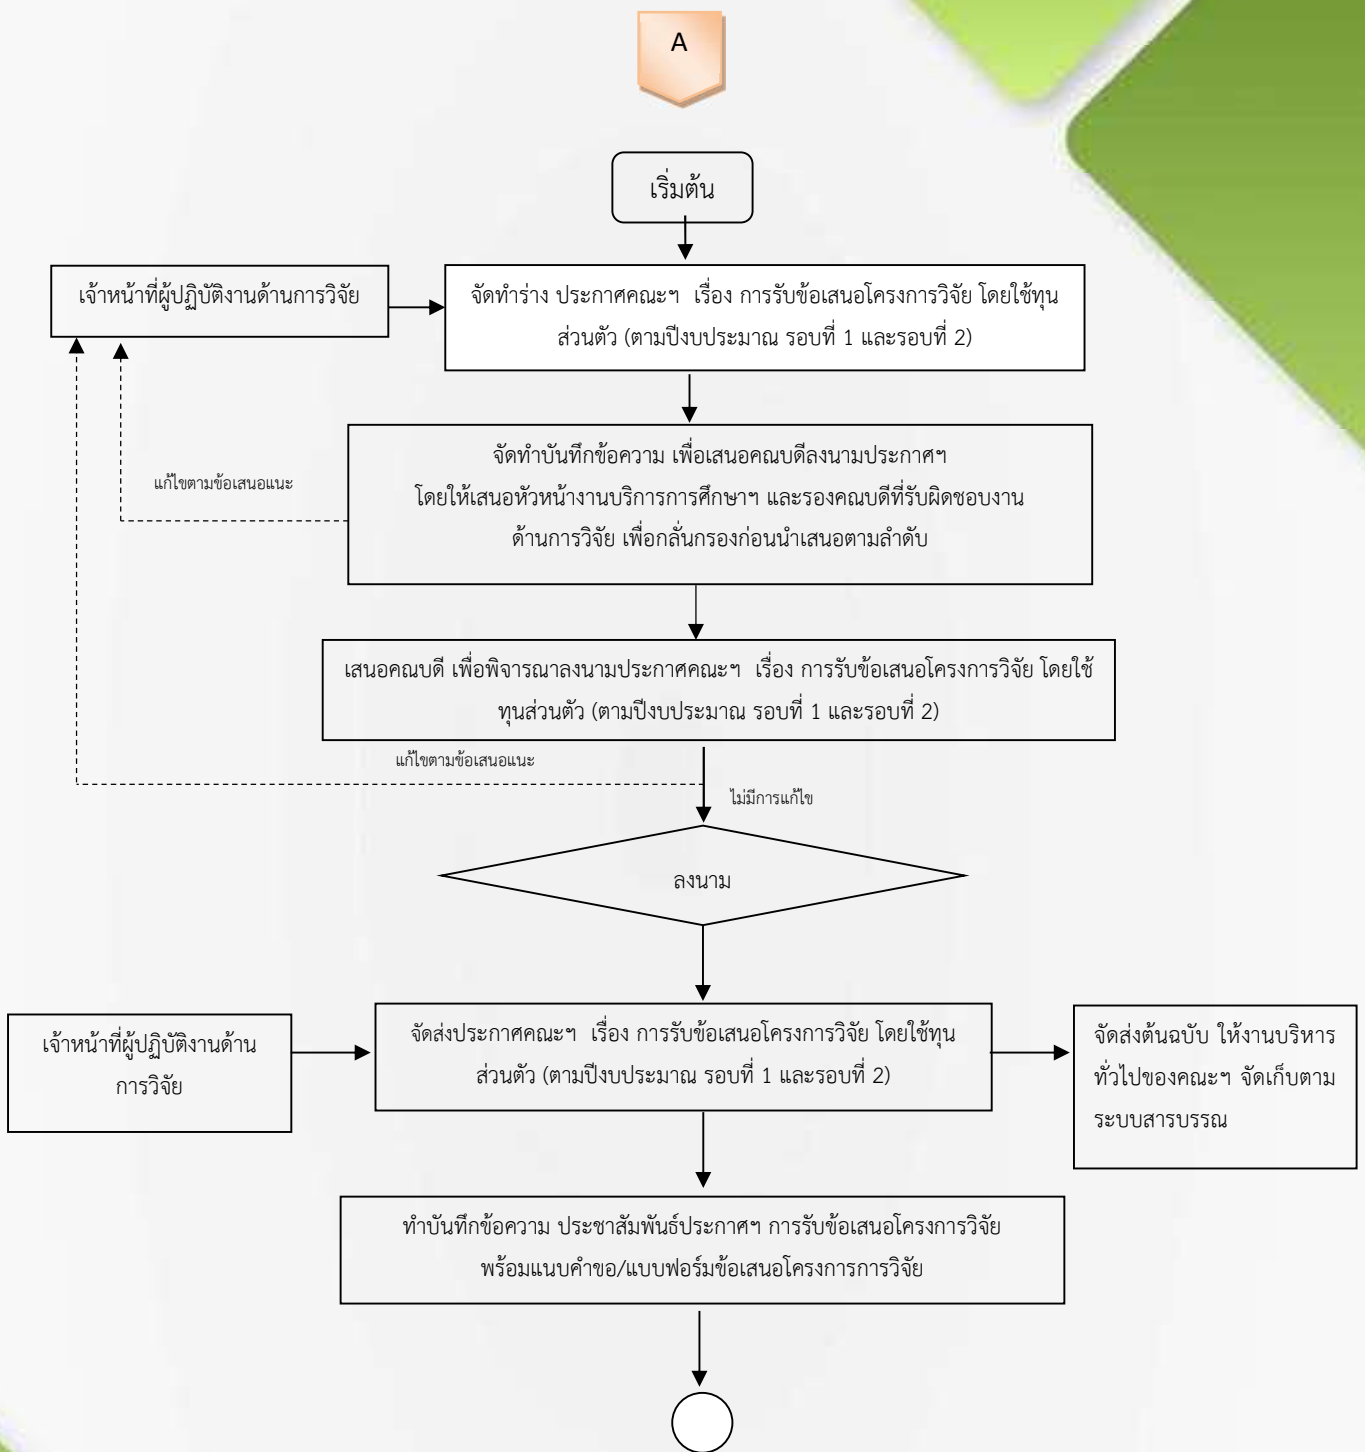 A
เริ่มต้น
เจ้าหน้าที่ผู้ปฏิบัติงานด้านการวิจัย
จัดทำร่าง ประกาศคณะฯ เรื่อง การรับข้อเสนอโครงการวิจัย โดยใช้ทุน
ส่วนตัว (ตามปีงบประมาณ รอบที่ 1 และรอบที่ 2)
จัดทำบันทึกข้อความ เพื่อเสนอคณบดีลงนามประกาศฯ
โดยให้เสนอหัวหน้างานบริการการศึกษาฯ และรองคณบดีที่รับผิดชอบงาน
ด้านการวิจัย เพื่อกลั่นกรองก่อนนำเสนอตามลำดับ
แก้ไขตามข้อเสนอแนะ
เสนอคณบดี เพื่อพิจารณาลงนามประกาศคณะฯ เรื่อง การรับข้อเสนอโครงการวิจัย โดยใช้
ทุนส่วนตัว (ตามปีงบประมาณ รอบที่ 1 และรอบที่ 2)
แก้ไขตามข้อเสนอแนะ
ไม่มีการแก้ไข
ลงนาม
เจ้าหน้าที่ผู้ปฏิบัติงานด้าน
การวิจัย
จัดส่งประกาศคณะฯ เรื่อง การรับข้อเสนอโครงการวิจัย โดยใช้ทุน
ส่วนตัว (ตามปีงบประมาณ รอบที่ 1 และรอบที่ 2)
จัดส่งต้นฉบับ ให้งานบริหาร
ทั่วไปของคณะฯ จัดเก็บตาม
ระบบสารบรรณ
ทำบันทึกข้อความ ประชาสัมพันธ์ประกาศฯ การรับข้อเสนอโครงการวิจัย
พร้อมแนบคำขอ/แบบฟอร์มข้อเสนอโครงการการวิจัย